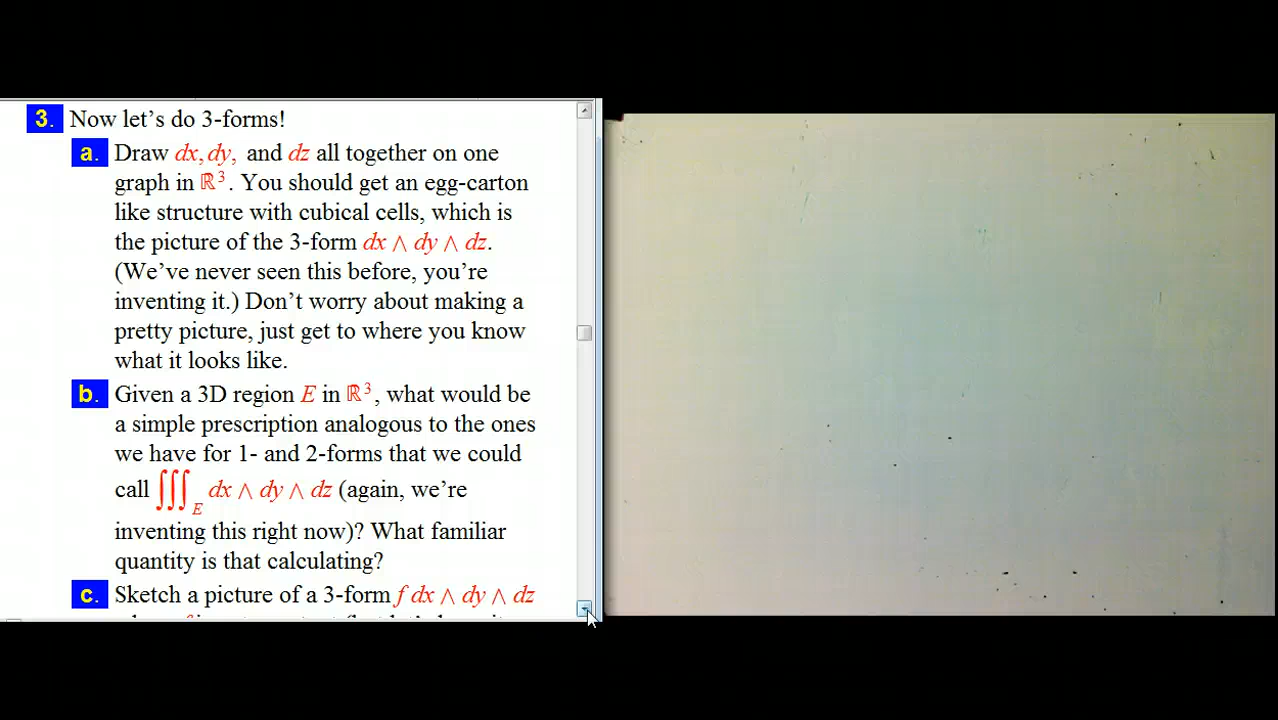 3. Now let's do 3-forms!
a. Draw dx, dy, and dz all together on one
graph in ℝ³. You should get an egg-carton
like structure with cubical cells, which is
the picture of the 3-form dx ∧ dy ∧ dz.
(We've never seen this before, you're
inventing it.) Don't worry about making a
pretty picture, just get to where you know
what it looks like.
b. Given a 3D region E in ℝ³, what would be
a simple prescription analogous to the ones
we have for 1- and 2-forms that we could
call ∭_E dx ∧ dy ∧ dz (again, we're
inventing this right now)? What familiar
quantity is that calculating?
c. Sketch a picture of a 3-form f dx ∧ dy ∧ dz